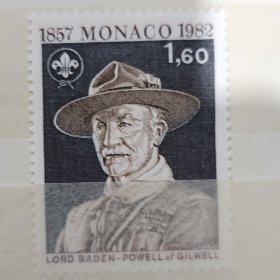 1857 MONACO 1982
1,60
LORD BADEN-POWELL of GILWELL